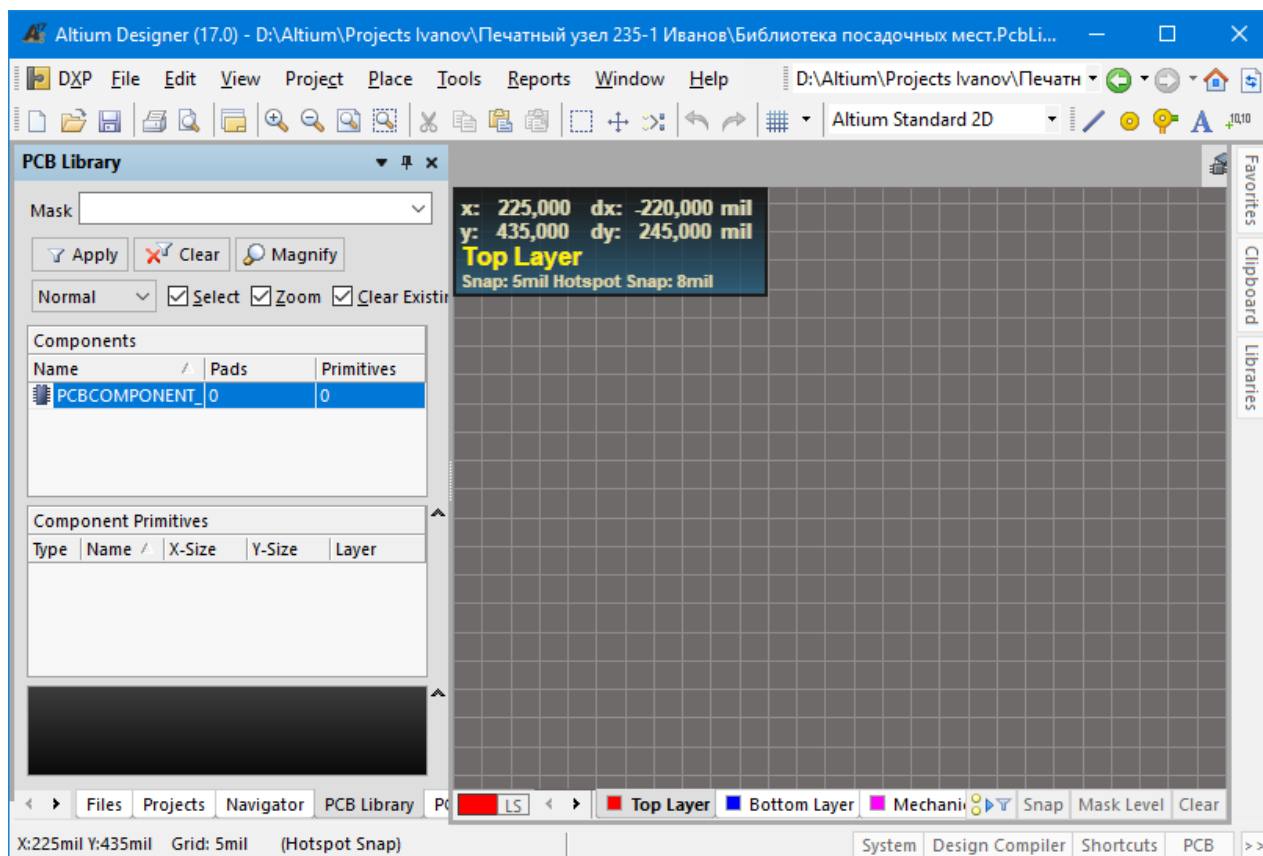 Altium Designer (17.0) - D:\Altium\Projects Ivanov\Печатный узел 235-1 Иванов\Библиотека посадочных мест.PcbLi...
DXP File Edit View Project Place Tools Reports Window Help D:\Altium\Projects Ivanov\Печатн
Altium Standard 2D A 10,10
PCB Library
Mask
Apply Clear Magnify
Normal Select Zoom Clear Existin
Components
Name Pads Primitives
PCBCOMPONENT_ 0 0
Component Primitives
Type Name X-Size Y-Size Layer
x: 225,000 dx: -220,000 mil
y: 435,000 dy: 245,000 mil
Top Layer
Snap: 5mil Hotspot Snap: 8mil
Favorites
Clipboard
Libraries
Files Projects Navigator PCB Library PC LS Top Layer Bottom Layer Mechani Snap Mask Level Clear
X:225mil Y:435mil Grid: 5mil (Hotspot Snap) System Design Compiler Shortcuts PCB >>